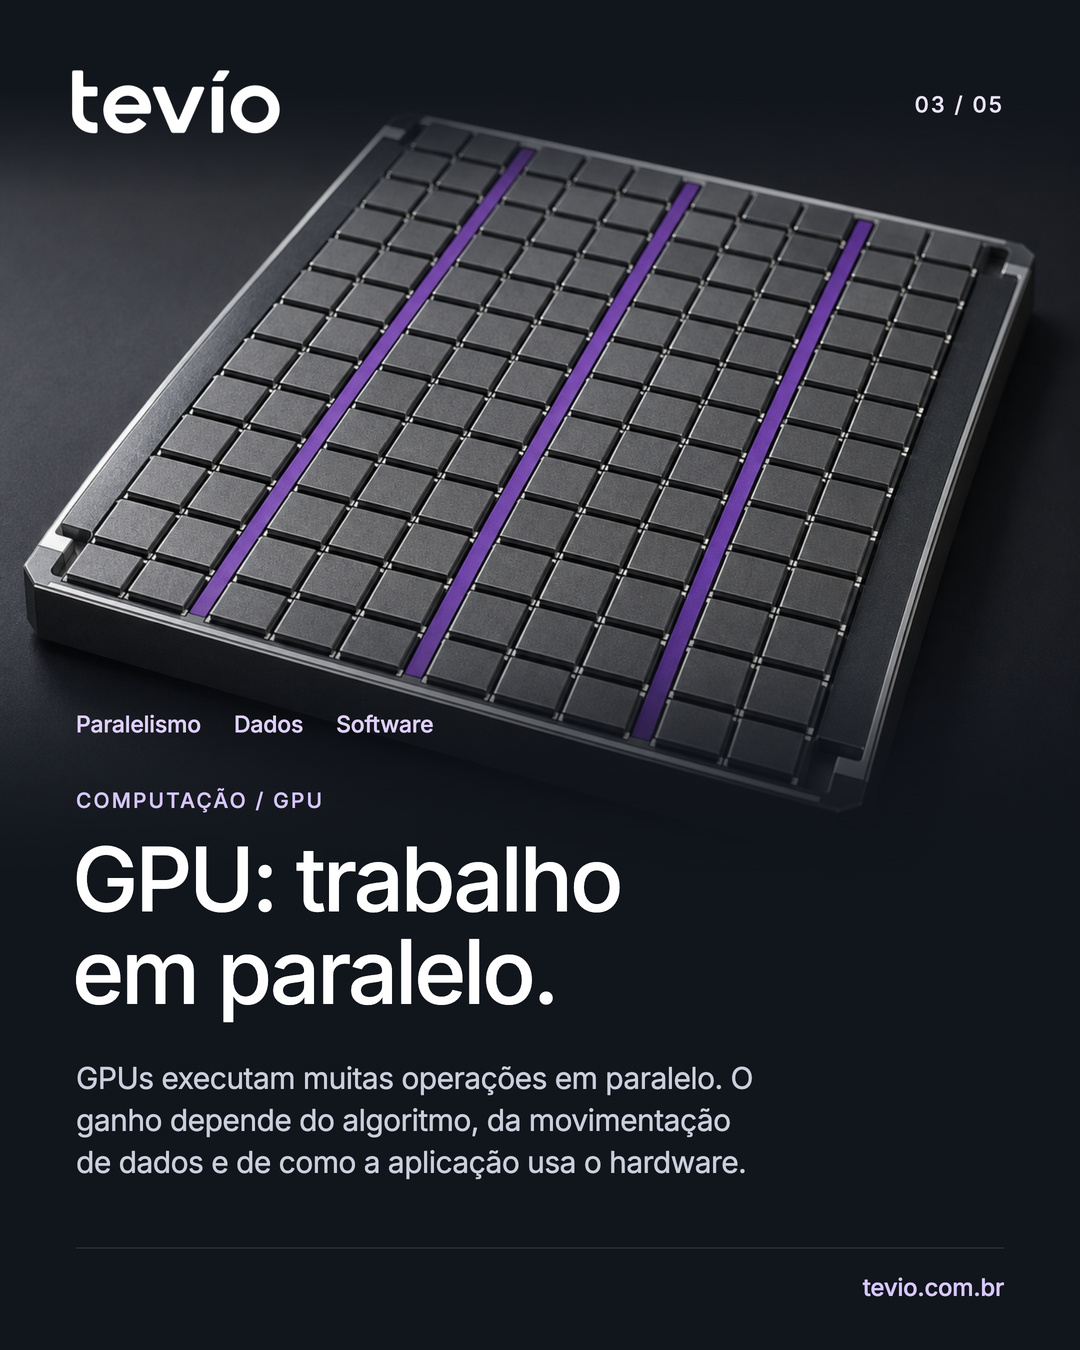 tevío
03 / 05
Paralelismo Dados Software
COMPUTAÇÃO / GPU
GPU: trabalho
em paralelo.
GPUs executam muitas operações em paralelo. O
ganho depende do algoritmo, da movimentação
de dados e de como a aplicação usa o hardware.
tevio.com.br